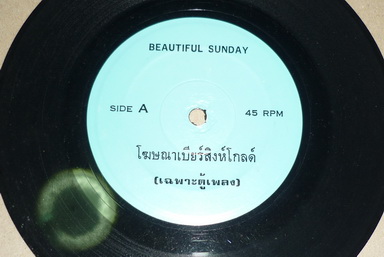 BEAUTIFUL SUNDAY
SIDE A
45 RPM
โฆษณาเบียร์สิงห์โกลด์
(เฉพาะตู้เพลง)